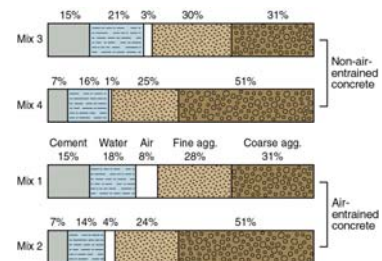 15% 21% 3% 30% 31%
Mix 3
Non-air-
entrained
concrete
7% 16% 1% 25% 51%
Mix 4
Cement Water Air Fine agg. Coarse agg.
15% 18% 8% 28% 31%
Mix 1
Air-
entrained
concrete
7% 14% 4% 24% 51%
Mix 2